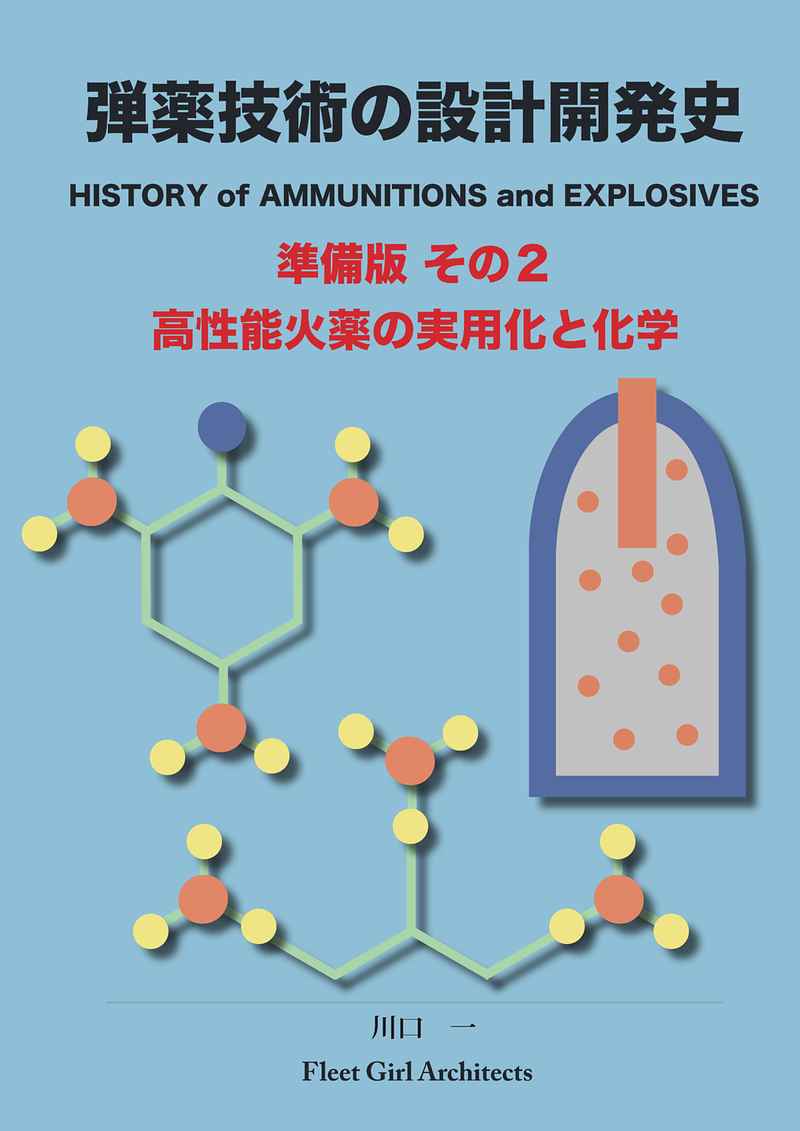 弾薬技術の設計開発史
HISTORY of AMMUNITIONS and EXPLOSIVES
準備版 その２
高性能火薬の実用化と化学
川口　一
Fleet Girl Architects